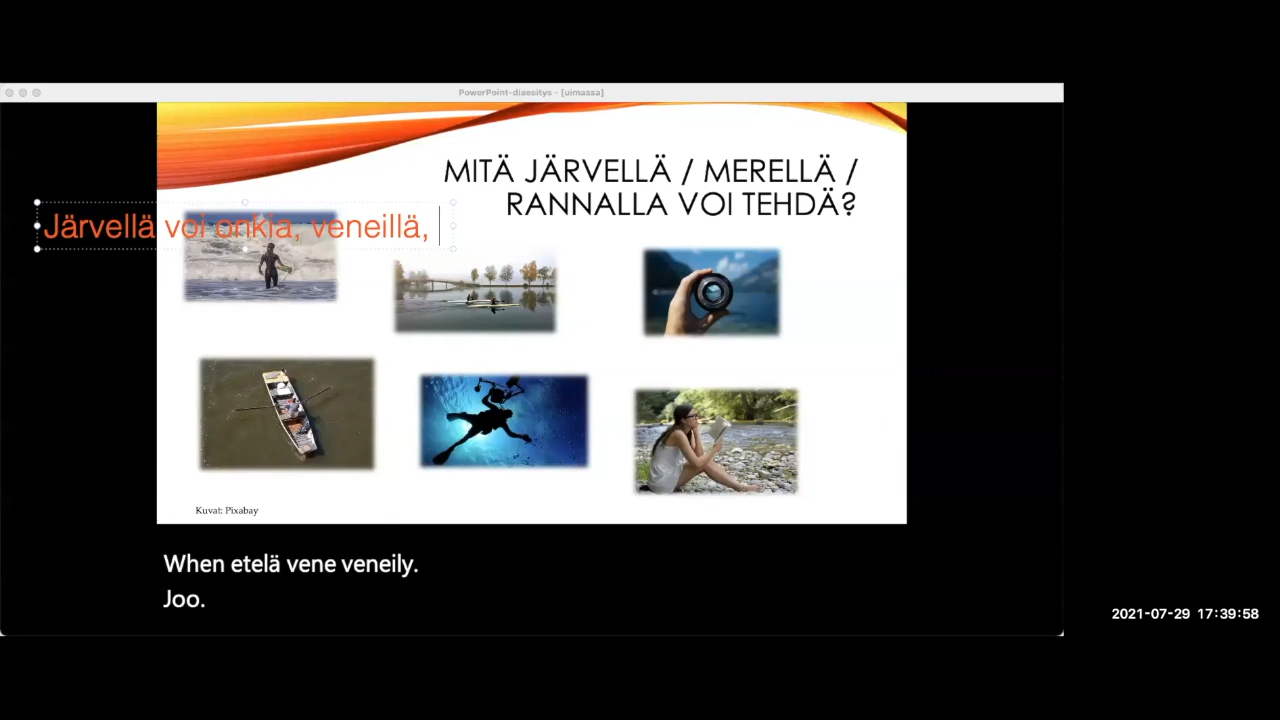 PowerPoint-diaesitys - [uimassa]
MITÄ JÄRVELLÄ / MERELLÄ /
RANNALLA VOI TEHDÄ?
Järvellä voi onkia, veneillä,
Kuvat: Pixabay
When etelä vene veneily.
Joo.
2021-07-29 17:39:58